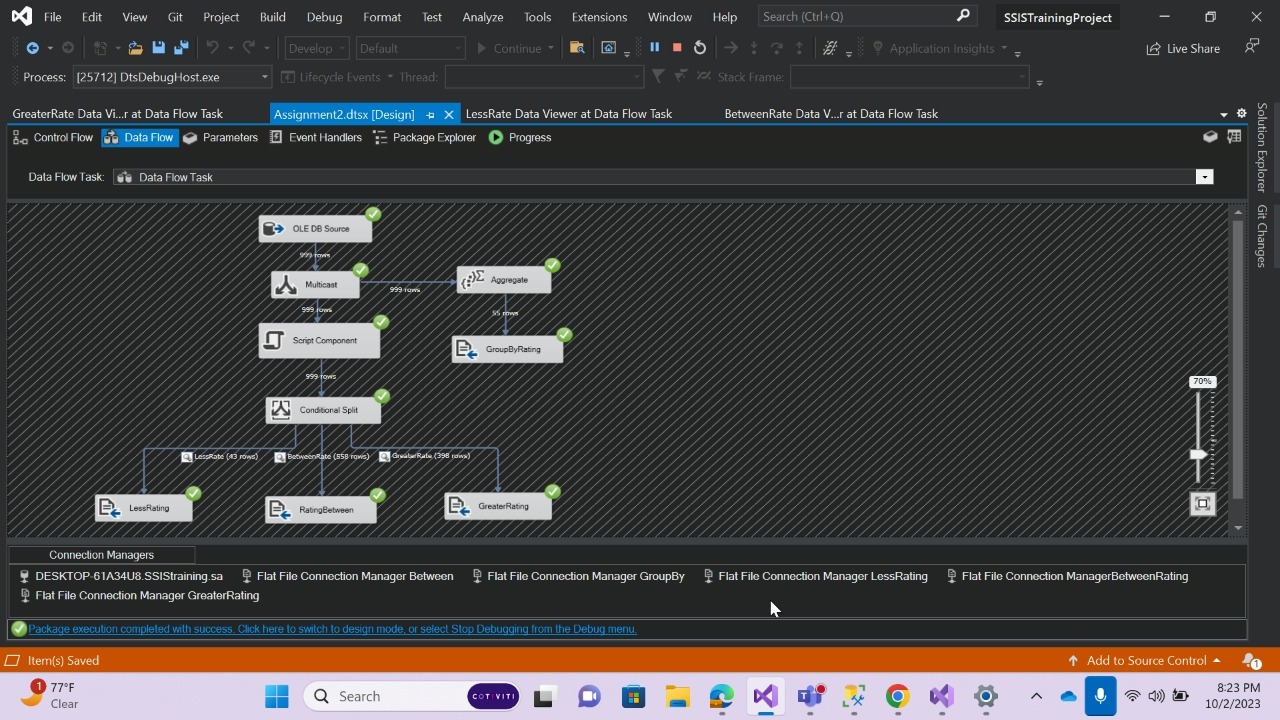 File Edit View Git Project Build Debug Format Test Analyze Tools Extensions Window Help Search (Ctrl+Q) SSISTrainingProject
Develop Default Continue Application Insights Live Share
Process: [25712] DtsDebugHost.exe Lifecycle Events Thread: Stack Frame:
GreaterRate Data Vi...r at Data Flow Task Assignment2.dtsx [Design] LessRate Data Viewer at Data Flow Task BetweenRate Data V...r at Data Flow Task
Control Flow Data Flow Parameters Event Handlers Package Explorer Progress
Data Flow Task: Data Flow Task
Solution Explorer
Git Changes
OLE DB Source
999 rows
Multicast
999 rows
Aggregate
999 rows
55 rows
Script Component
GroupByRating
999 rows
70%
Conditional Split
LessRate (43 rows) BetweenRate (558 rows) GreaterRate (398 rows)
LessRating RatingBetween GreaterRating
Connection Managers
DESKTOP-61A34U8.SSIStraining.sa Flat File Connection Manager Between Flat File Connection Manager GroupBy Flat File Connection Manager LessRating Flat File Connection ManagerBetweenRating
Flat File Connection Manager GreaterRating
Package execution completed with success. Click here to switch to design mode, or select Stop Debugging from the Debug menu.
Item(s) Saved Add to Source Control 1
1 77°F
Clear
Search COTIVITI
8:23 PM
10/2/2023